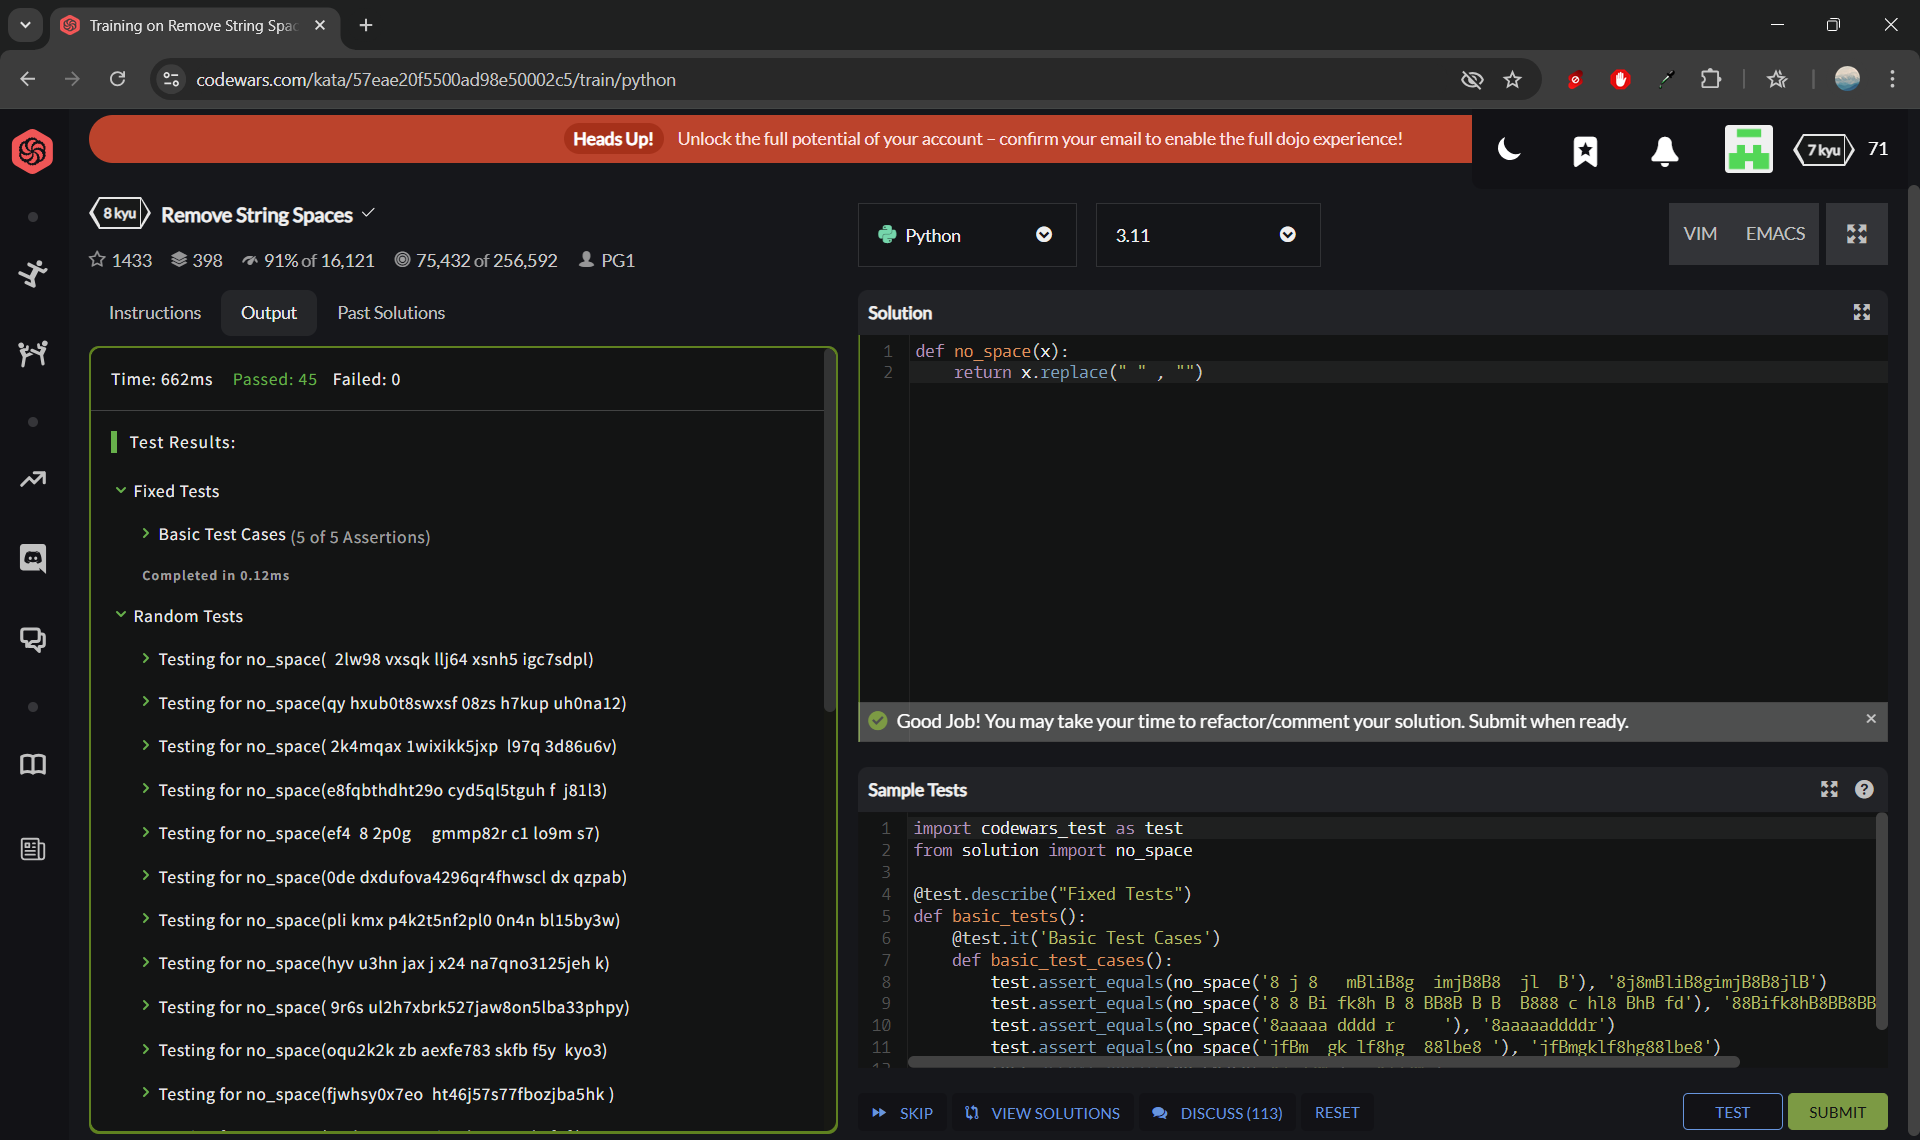 Training on Remove String Spac
codewars.com/kata/57eae20f5500ad98e50002c5/train/python
Heads Up! Unlock the full potential of your account – confirm your email to enable the full dojo experience!
7 kyu 71
8 kyu Remove String Spaces
1433 398 91% of 16,121 75,432 of 256,592 PG1
Python 3.11 VIM EMACS
Instructions Output Past Solutions
Time: 662ms Passed: 45 Failed: 0
Test Results:
Fixed Tests
Basic Test Cases (5 of 5 Assertions)
Completed in 0.12ms
Random Tests
Testing for no_space(  2lw98 vxsqk llj64 xsnh5 igc7sdpl)
Testing for no_space(qy hxub0t8swxsf 08zs h7kup uh0na12)
Testing for no_space( 2k4mqax 1wixikk5jxp  l97q 3d86u6v)
Testing for no_space(e8fqbthdht29o cyd5ql5tguh f  j81l3)
Testing for no_space(ef4  8 2p0g    gmmp82r c1 lo9m s7)
Testing for no_space(0de dxdufova4296qr4fhwscl dx qzpab)
Testing for no_space(pli kmx p4k2t5nf2pl0 0n4n bl15by3w)
Testing for no_space(hyv u3hn jax j x24 na7qno3125jeh k)
Testing for no_space( 9r6s ul2h7xbrk527jaw8on5lba33phpy)
Testing for no_space(oqu2k2k zb aexfe783 skfb f5y  kyo3)
Testing for no_space(fjwhsy0x7eo  ht46j57s77fbozjba5hk )
Solution
1 def no_space(x):
2     return x.replace(" " , "")
Good Job! You may take your time to refactor/comment your solution. Submit when ready.
Sample Tests
1 import codewars_test as test
2 from solution import no_space
3
4 @test.describe("Fixed Tests")
5 def basic_tests():
6     @test.it('Basic Test Cases')
7     def basic_test_cases():
8         test.assert_equals(no_space('8 j 8   mBliB8g  imjB8B8  jl  B'), '8j8mBliB8gimjB8B8jlB')
9         test.assert_equals(no_space('8 8 Bi fk8h B 8 BB8B B B  B888 c hl8 BhB fd'), '88Bifk8hB8BB8BB
10         test.assert_equals(no_space('8aaaaa dddd r     '), '8aaaaaddddr')
11         test.assert_equals(no_space('jfBm  gk lf8hg  88lbe8 '), 'jfBmgklf8hg88lbe8')
SKIP VIEW SOLUTIONS DISCUSS (113) RESET TEST SUBMIT